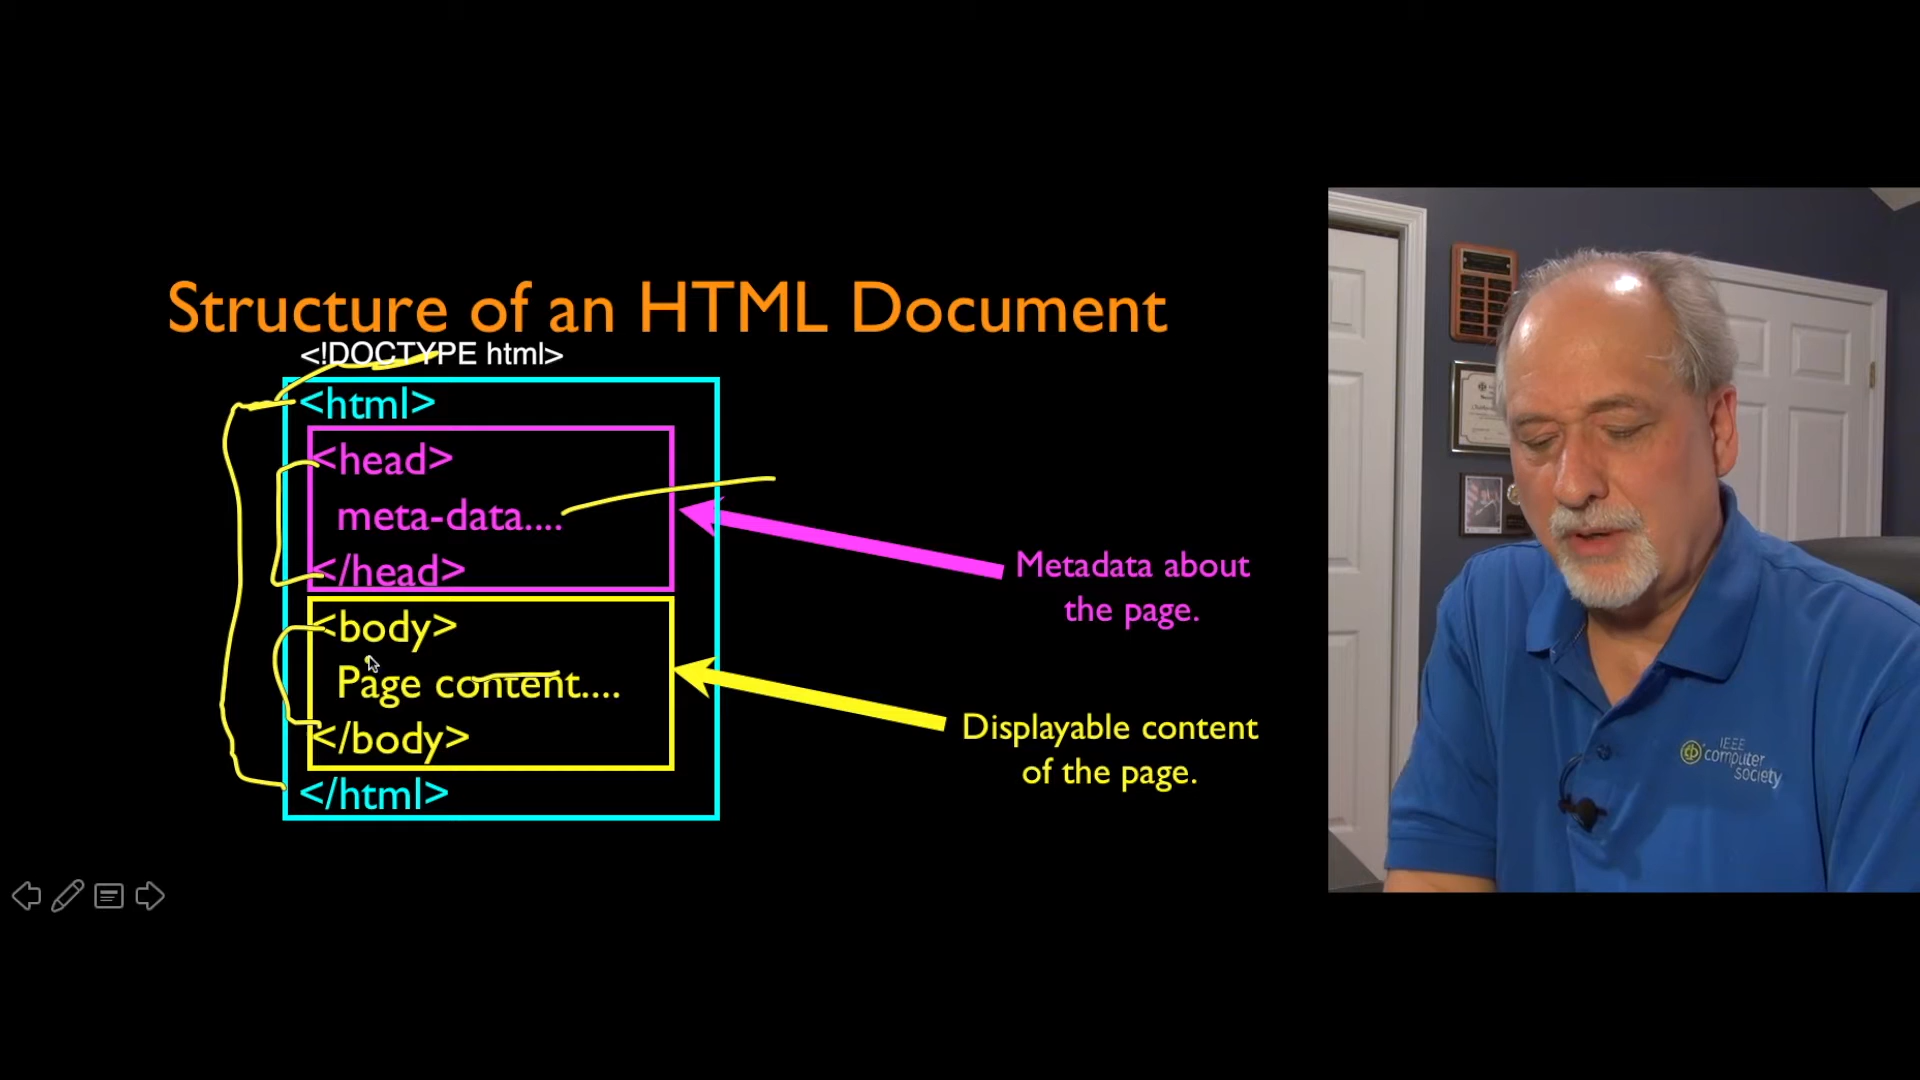 Structure of an HTML Document
<!DOCTYPE html>
<html>
<head>
meta-data....
</head>
<body>
Page content....
</body>
</html>
Metadata about
the page.
Displayable content
of the page.
IEEE
computer
society